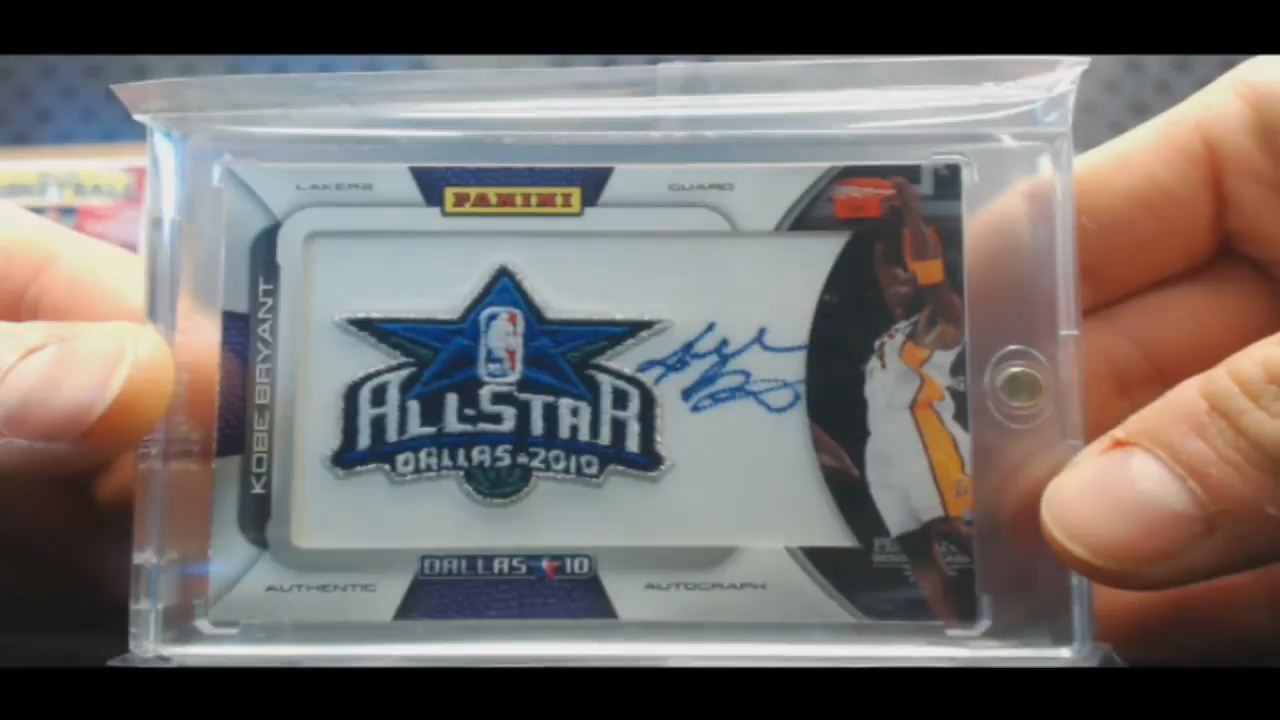 LAKERS
PANINI
GUARD
KOBE BRYANT
ALL-STAR
DALLAS 2010
DALLAS 10
AUTHENTIC
AUTOGRAPH